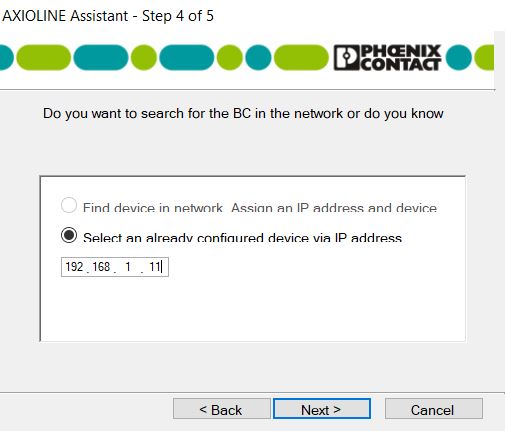 AXIOLINE Assistant - Step 4 of 5
PHŒNIX
CONTACT
Do you want to search for the BC in the network or do you know
Find device in network. Assign an IP address and device
Select an already configured device via IP address
192 . 168 . 1 . 11
< Back
Next >
Cancel